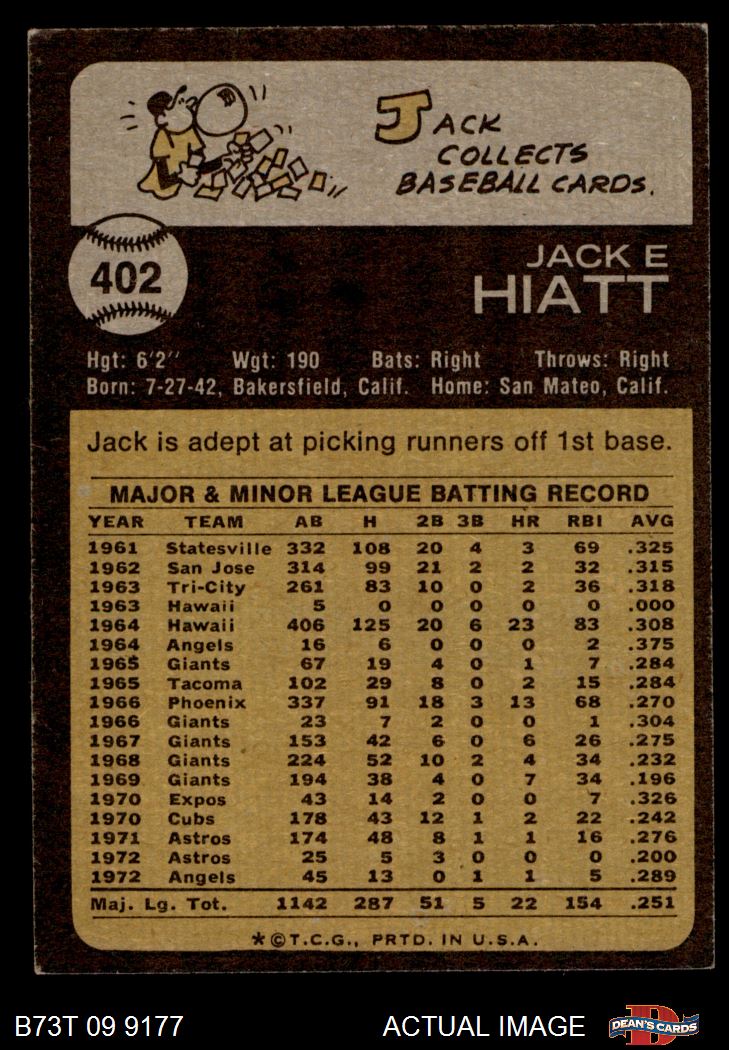 JACK
COLLECTS
BASEBALL CARDS.
402
JACK E
HIATT
Hgt: 6'2" Wgt: 190 Bats: Right Throws: Right
Born: 7-27-42, Bakersfield, Calif. Home: San Mateo, Calif.
Jack is adept at picking runners off 1st base.
MAJOR & MINOR LEAGUE BATTING RECORD
YEAR TEAM AB H 2B 3B HR RBI AVG
1961 Statesville 332 108 20 4 3 69 .325
1962 San Jose 314 99 21 2 2 32 .315
1963 Tri-City 261 83 10 0 2 36 .318
1963 Hawaii 5 0 0 0 0 0 .000
1964 Hawaii 406 125 20 6 23 83 .308
1964 Angels 16 6 0 0 0 2 .375
1965 Giants 67 19 4 0 1 7 .284
1965 Tacoma 102 29 8 0 2 15 .284
1966 Phoenix 337 91 18 3 13 68 .270
1966 Giants 23 7 2 0 0 1 .304
1967 Giants 153 42 6 0 6 26 .275
1968 Giants 224 52 10 2 4 34 .232
1969 Giants 194 38 4 0 7 34 .196
1970 Expos 43 14 2 0 0 7 .326
1970 Cubs 178 43 12 1 2 22 .242
1971 Astros 174 48 8 1 1 16 .276
1972 Astros 25 5 3 0 0 0 .200
1972 Angels 45 13 0 1 1 5 .289
Maj. Lg. Tot. 1142 287 51 5 22 154 .251
*©T.C.G., PRTD. IN U.S.A.
B73T 09 9177 ACTUAL IMAGE D DEAN'S CARDS